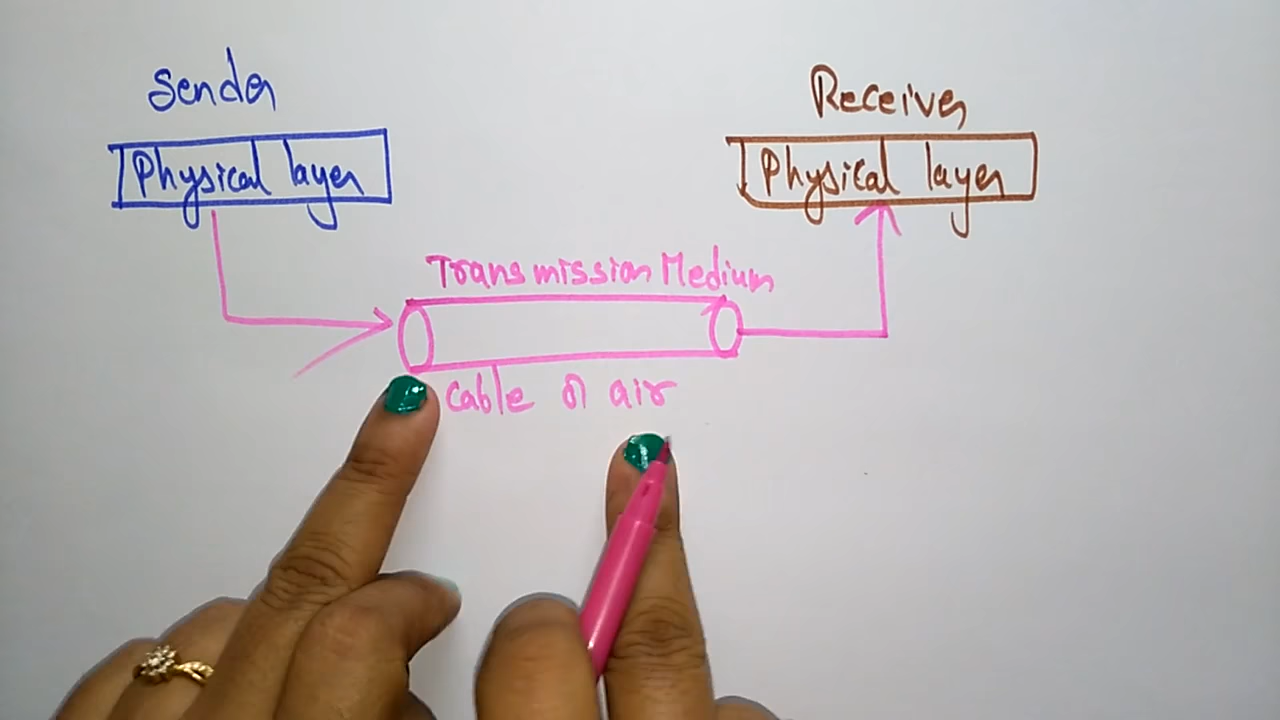 Sender
Receiver
Physical layer
Physical layer
Transmission Medium
cable or air